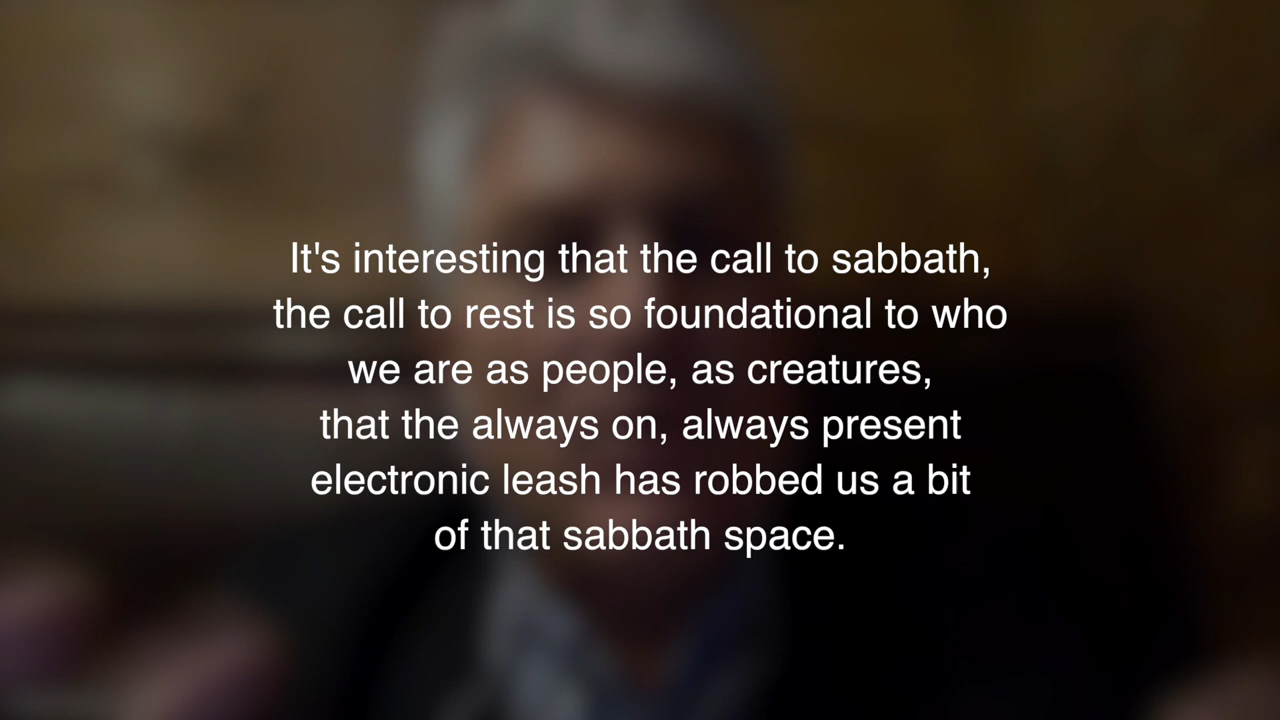 It's interesting that the call to sabbath,
the call to rest is so foundational to who
we are as people, as creatures,
that the always on, always present
electronic leash has robbed us a bit
of that sabbath space.